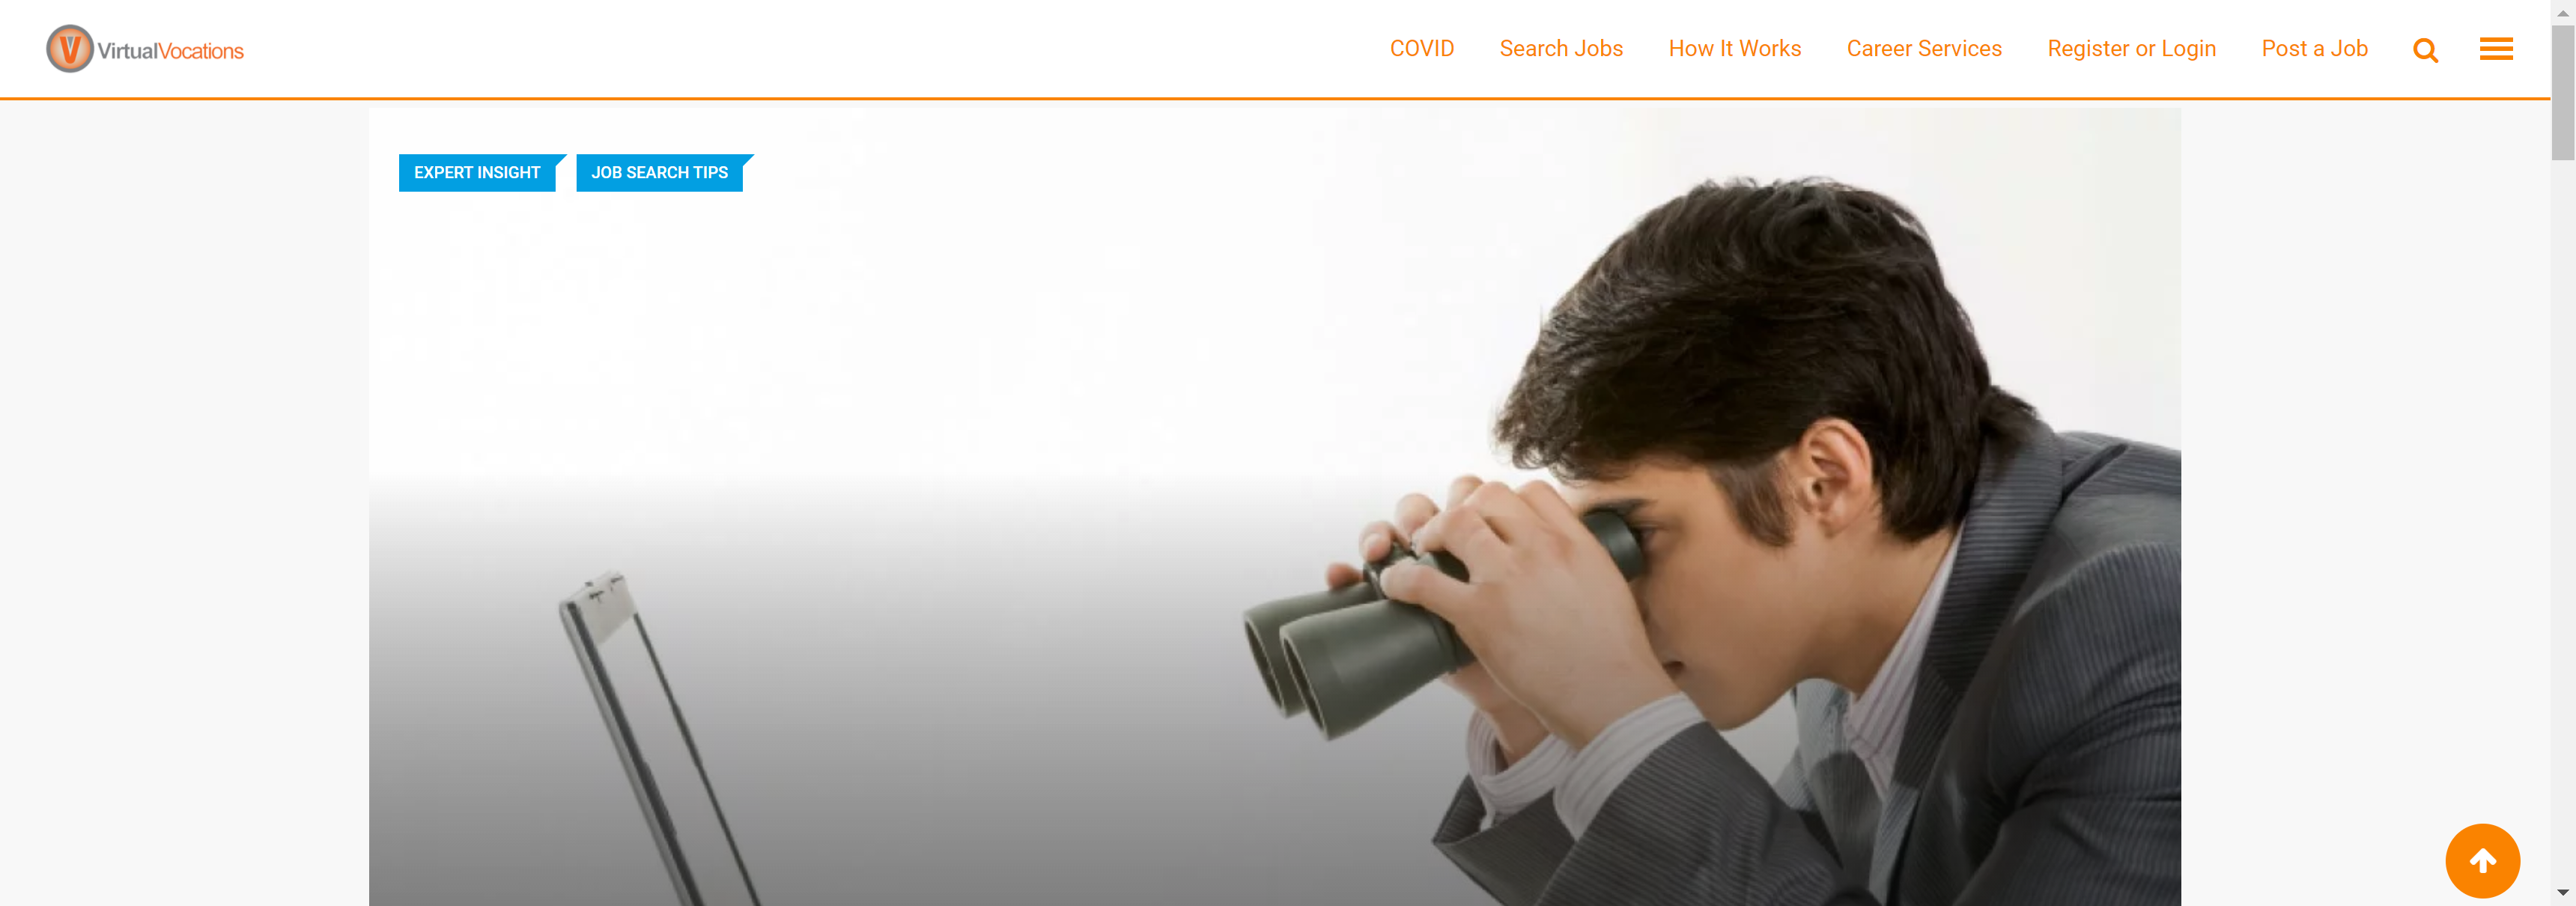 VirtualVocations
COVID Search Jobs How It Works Career Services Register or Login Post a Job
EXPERT INSIGHT JOB SEARCH TIPS